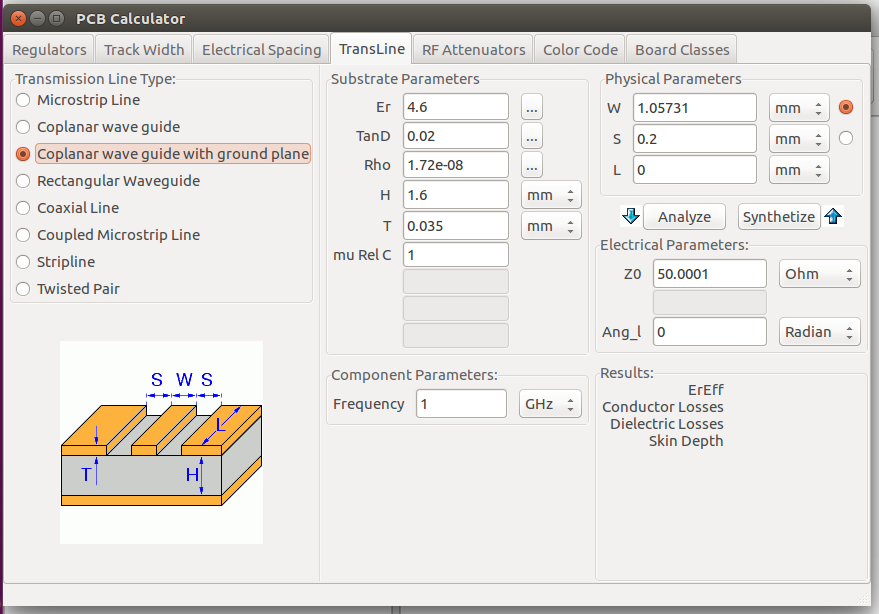 PCB Calculator
Regulators Track Width Electrical Spacing TransLine RF Attenuators Color Code Board Classes
Transmission Line Type:
Microstrip Line
Coplanar wave guide
Coplanar wave guide with ground plane
Rectangular Waveguide
Coaxial Line
Coupled Microstrip Line
Stripline
Twisted Pair
S W S
L
T
H
Substrate Parameters
Er 4.6 ...
TanD 0.02 ...
Rho 1.72e-08 ...
H 1.6 mm
T 0.035 mm
mu Rel C 1
Component Parameters:
Frequency 1 GHz
Physical Parameters
W 1.05731 mm
S 0.2 mm
L 0 mm
Analyze Synthetize
Electrical Parameters:
Z0 50.0001 Ohm
Ang_l 0 Radian
Results:
ErEff
Conductor Losses
Dielectric Losses
Skin Depth